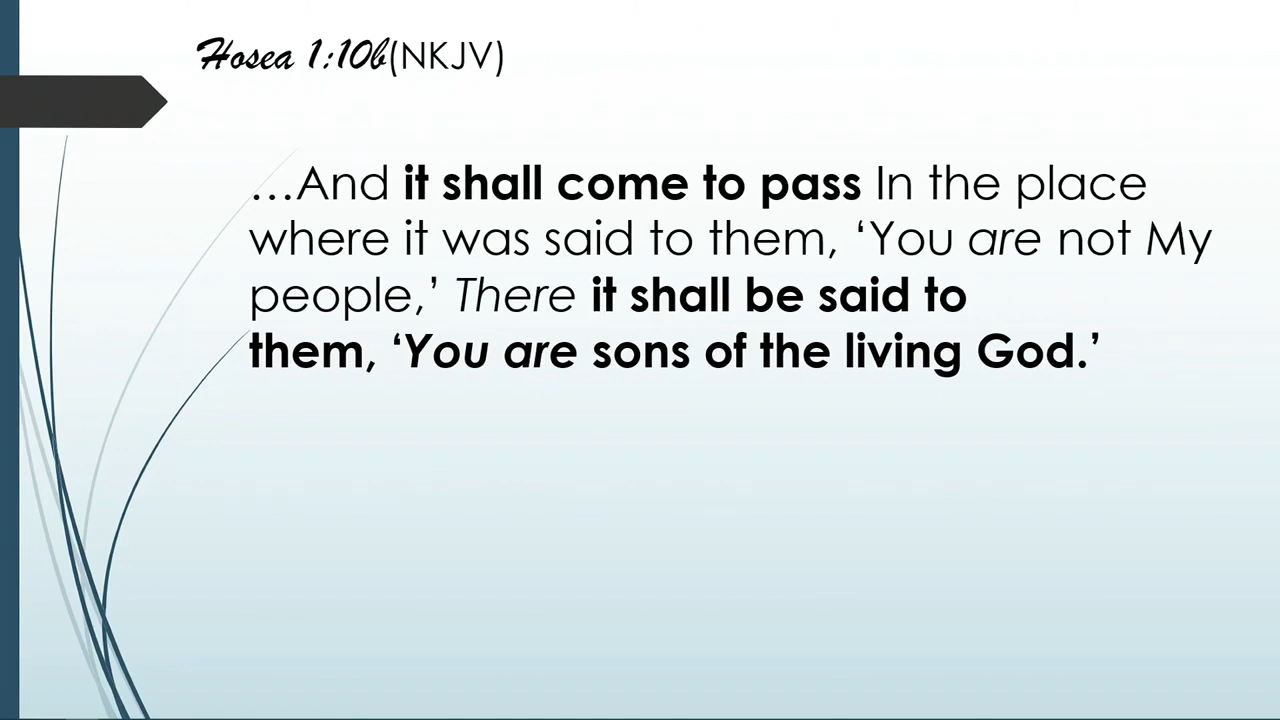 Hosea 1:10b(NKJV)
…And it shall come to pass In the place
where it was said to them, ‘You are not My
people,’ There it shall be said to
them, ‘You are sons of the living God.’